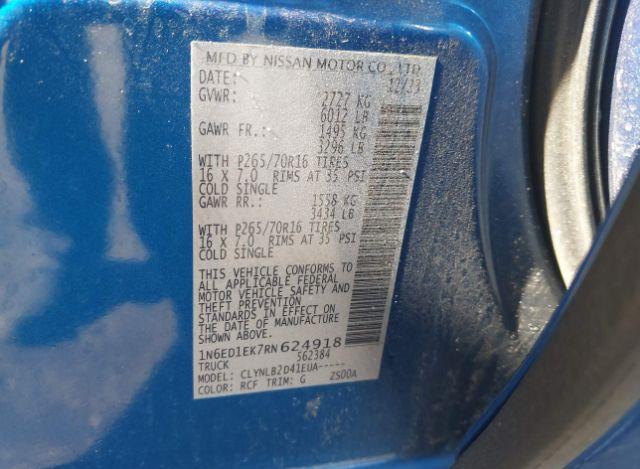 MFD BY NISSAN MOTOR CO., LTD.
DATE: 12/23
GVWR: 2727 KG
6012 LB
GAWR FR.: 1495 KG
3296 LB
WITH P265/70R16 TIRES
16 X 7.0 RIMS AT 35 PSI
COLD SINGLE
GAWR RR.: 1558 KG
3434 LB
WITH P265/70R16 TIRES
16 X 7.0 RIMS AT 35 PSI
COLD SINGLE
THIS VEHICLE CONFORMS TO
ALL APPLICABLE FEDERAL
MOTOR VEHICLE SAFETY AND
THEFT PREVENTION
STANDARDS IN EFFECT ON
THE DATE OF MFR SHOWN ABOVE
1N6ED1EK7RN624918
TRUCK 562384
MODEL: CLYNLB2D41EUA-----
COLOR: RCF TRIM: G ZS00A